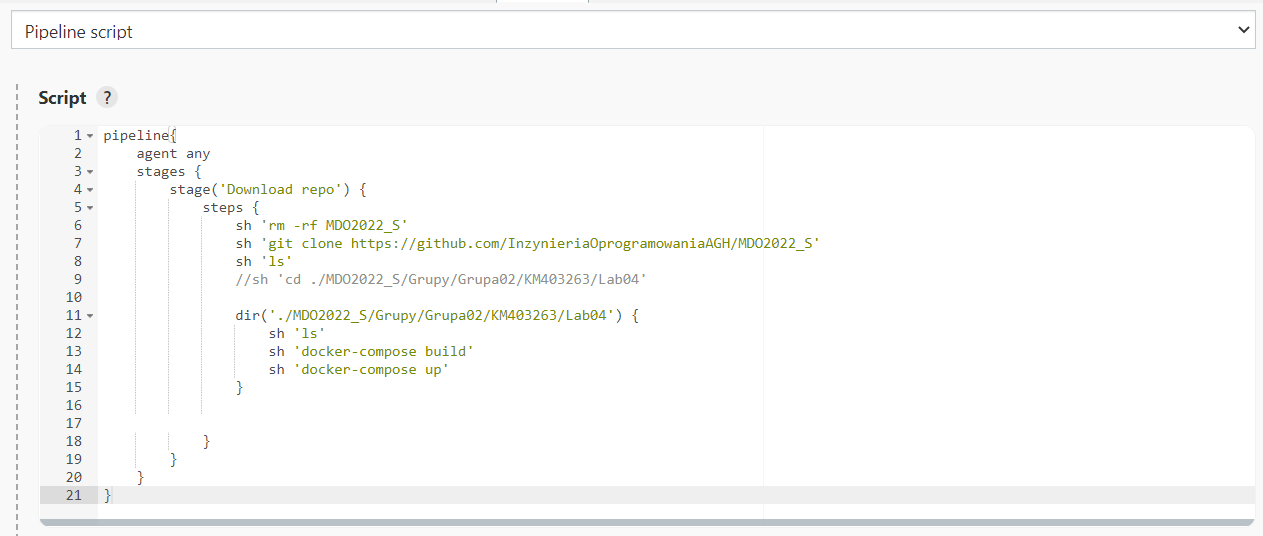 Pipeline script
Script ?
1 pipeline{
2     agent any
3     stages {
4         stage('Download repo') {
5             steps {
6                 sh 'rm -rf MDO2022_S'
7                 sh 'git clone https://github.com/InzynieriaOprogramowaniaAGH/MDO2022_S'
8                 sh 'ls'
9                 //sh 'cd ./MDO2022_S/Grupy/Grupa02/KM403263/Lab04'
10
11                 dir('./MDO2022_S/Grupy/Grupa02/KM403263/Lab04') {
12                     sh 'ls'
13                     sh 'docker-compose build'
14                     sh 'docker-compose up'
15                 }
16
17
18             }
19         }
20     }
21 }